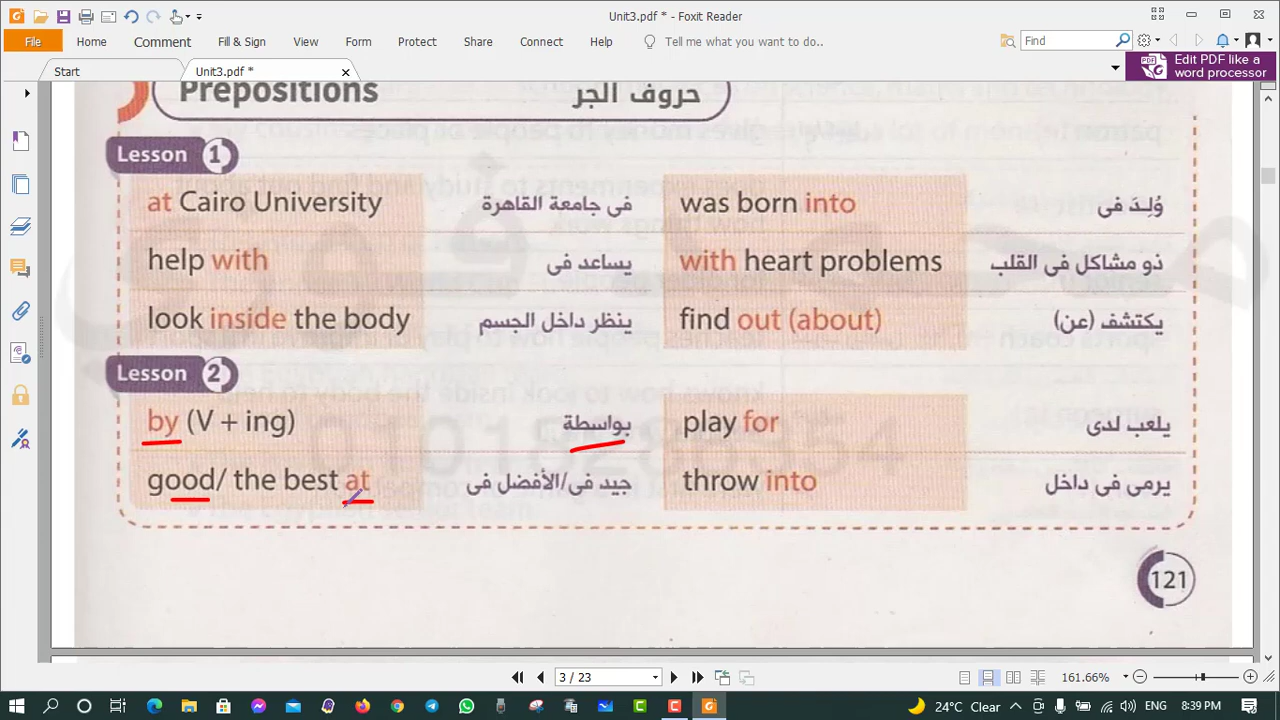 Unit3.pdf * - Foxit Reader
File Home Comment Fill & Sign View Form Protect Share Connect Help Tell me what you want to do.. Find
Start Unit3.pdf * Edit PDF like a
word processor
Prepositions حروف الجر
Lesson 1
at Cairo University فى جامعة القاهرة was born into وُلِدَ فى
help with يساعد فى with heart problems ذو مشاكل فى القلب
look inside the body ينظر داخل الجسم find out (about) يكتشف (عن)
Lesson 2
by (V + ing) بواسطة play for يلعب لدى
good/ the best at جيد فى/الأفضل فى throw into يرمى فى داخل
121
3 / 23 161.66%
24°C Clear ENG 8:39 PM